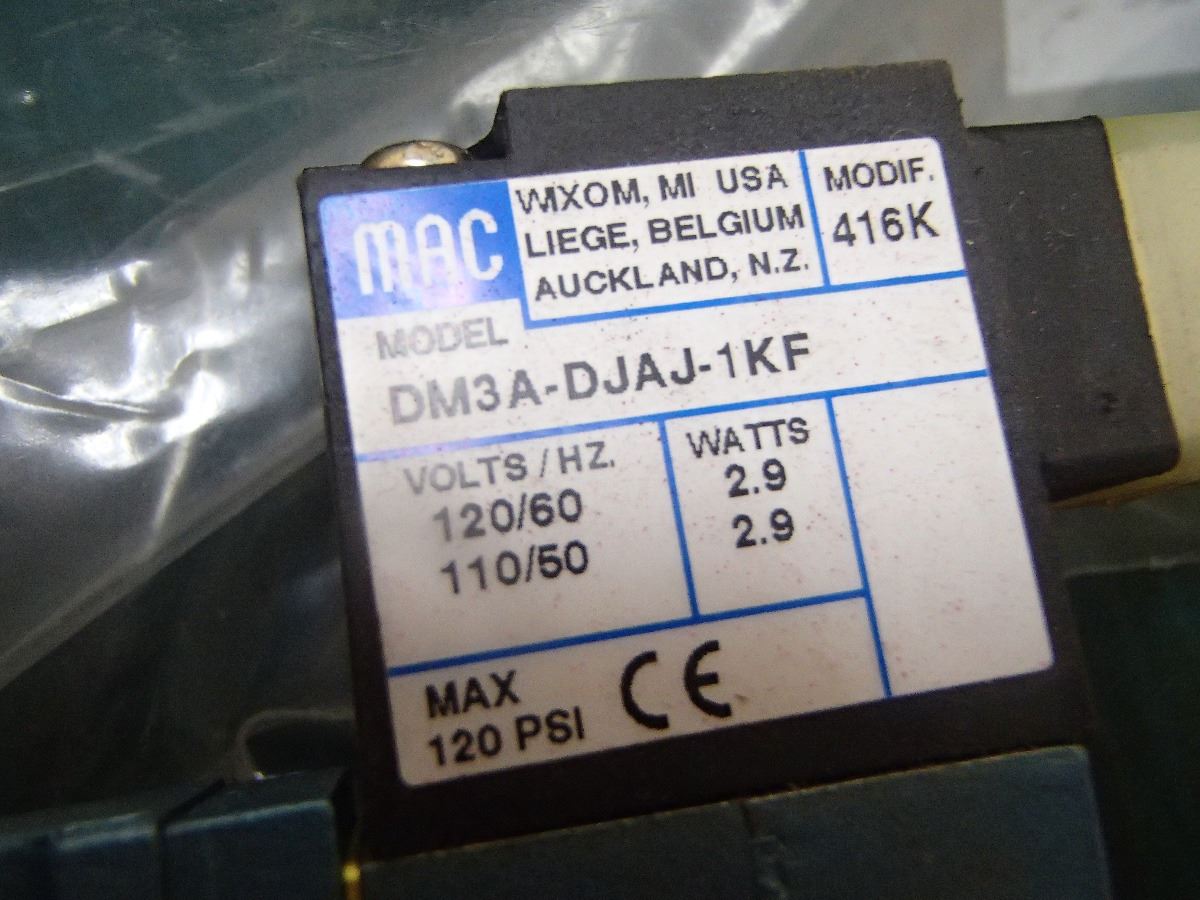 MAC
WIXOM, MI USA
LIEGE, BELGIUM
AUCKLAND, N.Z.
MODIF.
416K
MODEL
DM3A-DJAJ-1KF
VOLTS / HZ.
120/60
110/50
WATTS
2.9
2.9
MAX
120 PSI
CE